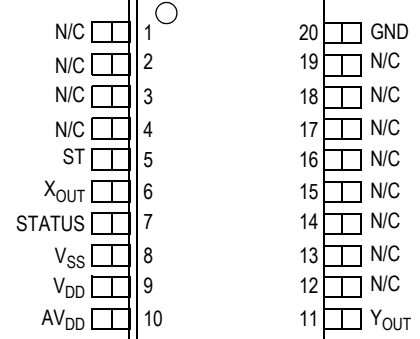 N/C 1 20 GND
N/C 2 19 N/C
N/C 3 18 N/C
N/C 4 17 N/C
ST 5 16 N/C
XOUT 6 15 N/C
STATUS 7 14 N/C
VSS 8 13 N/C
VDD 9 12 N/C
AVDD 10 11 YOUT